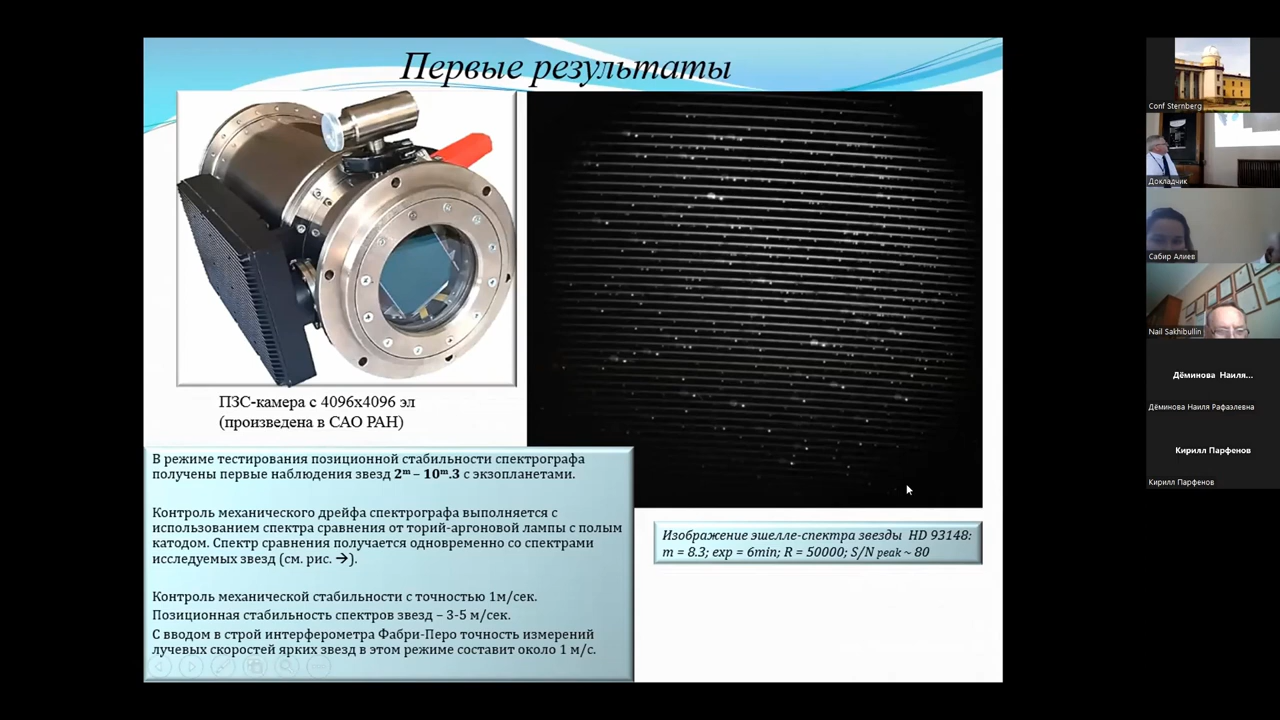 Первые результаты
ПЗС-камера с 4096х4096 эл
(произведена в САО РАН)
В режиме тестирования позиционной стабильности спектрографа
получены первые наблюдения звезд 2ᵐ – 10ᵐ.3 с экзопланетами.
Контроль механического дрейфа спектрографа выполняется с
использованием спектра сравнения от торий-аргоновой лампы с полым
катодом. Спектр сравнения получается одновременно со спектрами
исследуемых звезд (см. рис. →).
Контроль механической стабильности с точностью 1м/сек.
Позиционная стабильность спектров звезд – 3-5 м/сек.
С вводом в строй интерферометра Фабри-Перо точность измерений
лучевых скоростей ярких звезд в этом режиме составит около 1 м/с.
Изображение эшелле-спектра звезды HD 93148:
m = 8.3; exp = 6min; R = 50000; S/N peak ~ 80
Conf Sternberg
Докладчик
Сабир Алиев
Nail Sakhibullin
Дёминова Наиля...
Дёминова Наиля Рафаэлевна
Кирилл Парфенов
Кирилл Парфенов